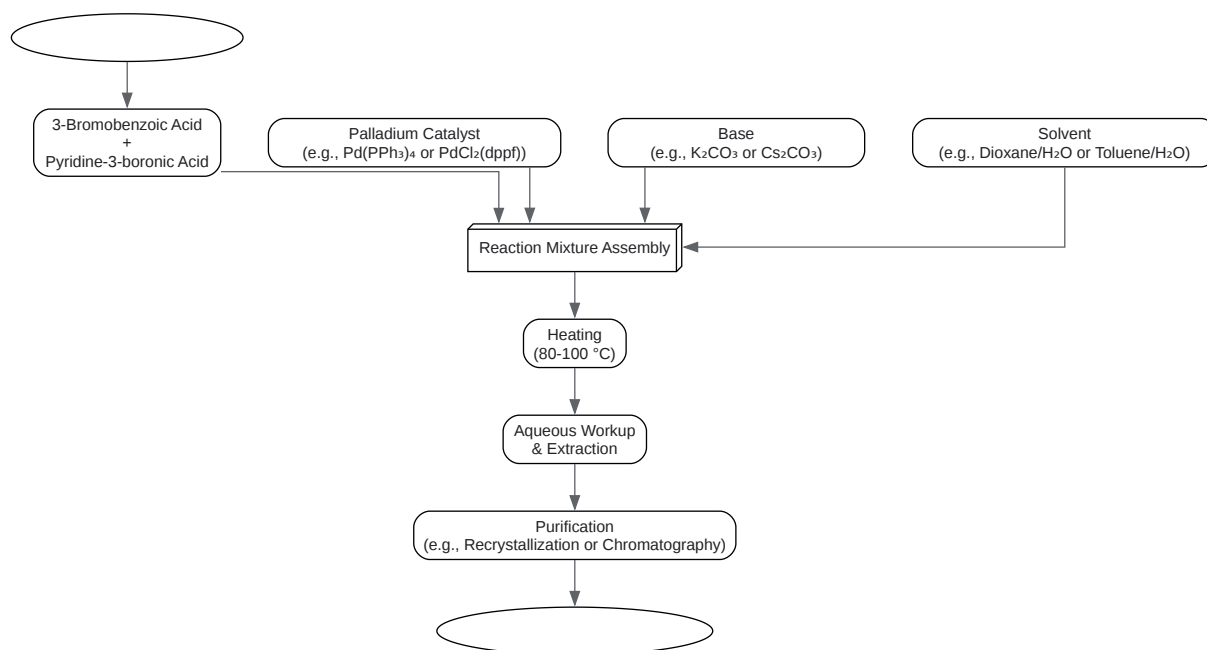 3-Bromobenzoic Acid
+
Pyridine-3-boronic Acid
Palladium Catalyst
(e.g., Pd(PPh₃)₄ or PdCl₂(dppf))
Base
(e.g., K₂CO₃ or Cs₂CO₃)
Solvent
(e.g., Dioxane/H₂O or Toluene/H₂O)
Reaction Mixture Assembly
Heating
(80-100 °C)
Aqueous Workup
& Extraction
Purification
(e.g., Recrystallization or Chromatography)